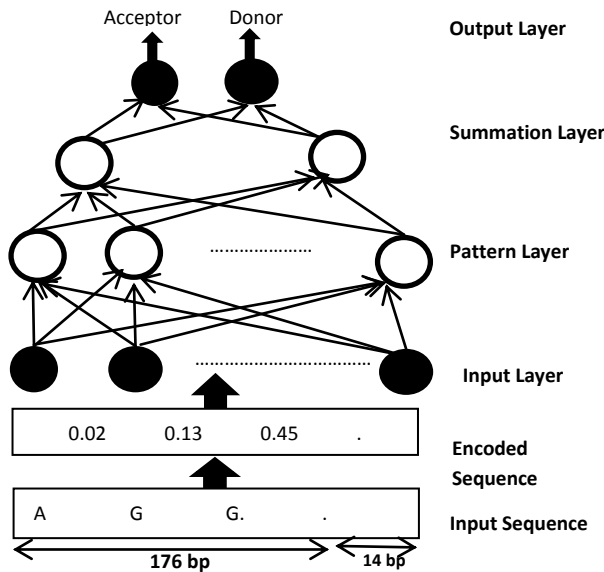 Acceptor Donor
Output Layer
Summation Layer
Pattern Layer
.....................
Input Layer
...................................
0.02 0.13 0.45 .
Encoded
Sequence
A G G. .
Input Sequence
176 bp 14 bp